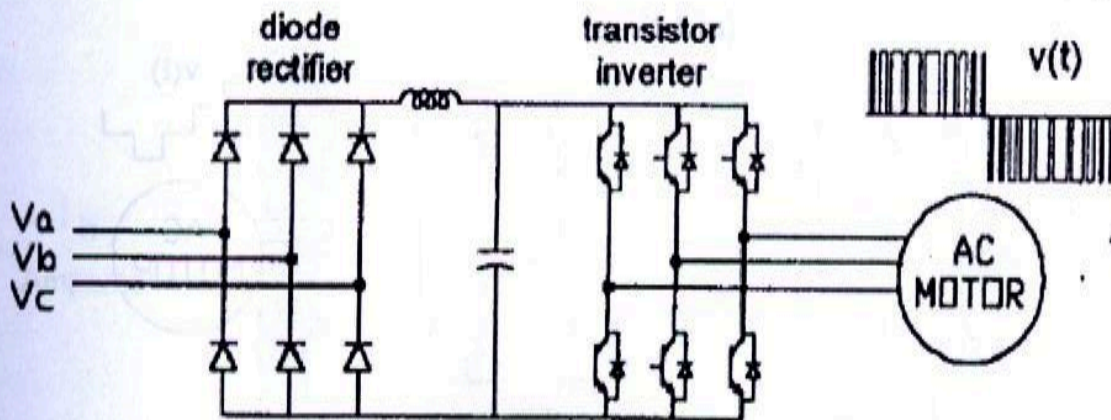 diode
rectifier
transistor
inverter
v(t)
v(t)
Va
Vb
Vc
AC
MOTOR